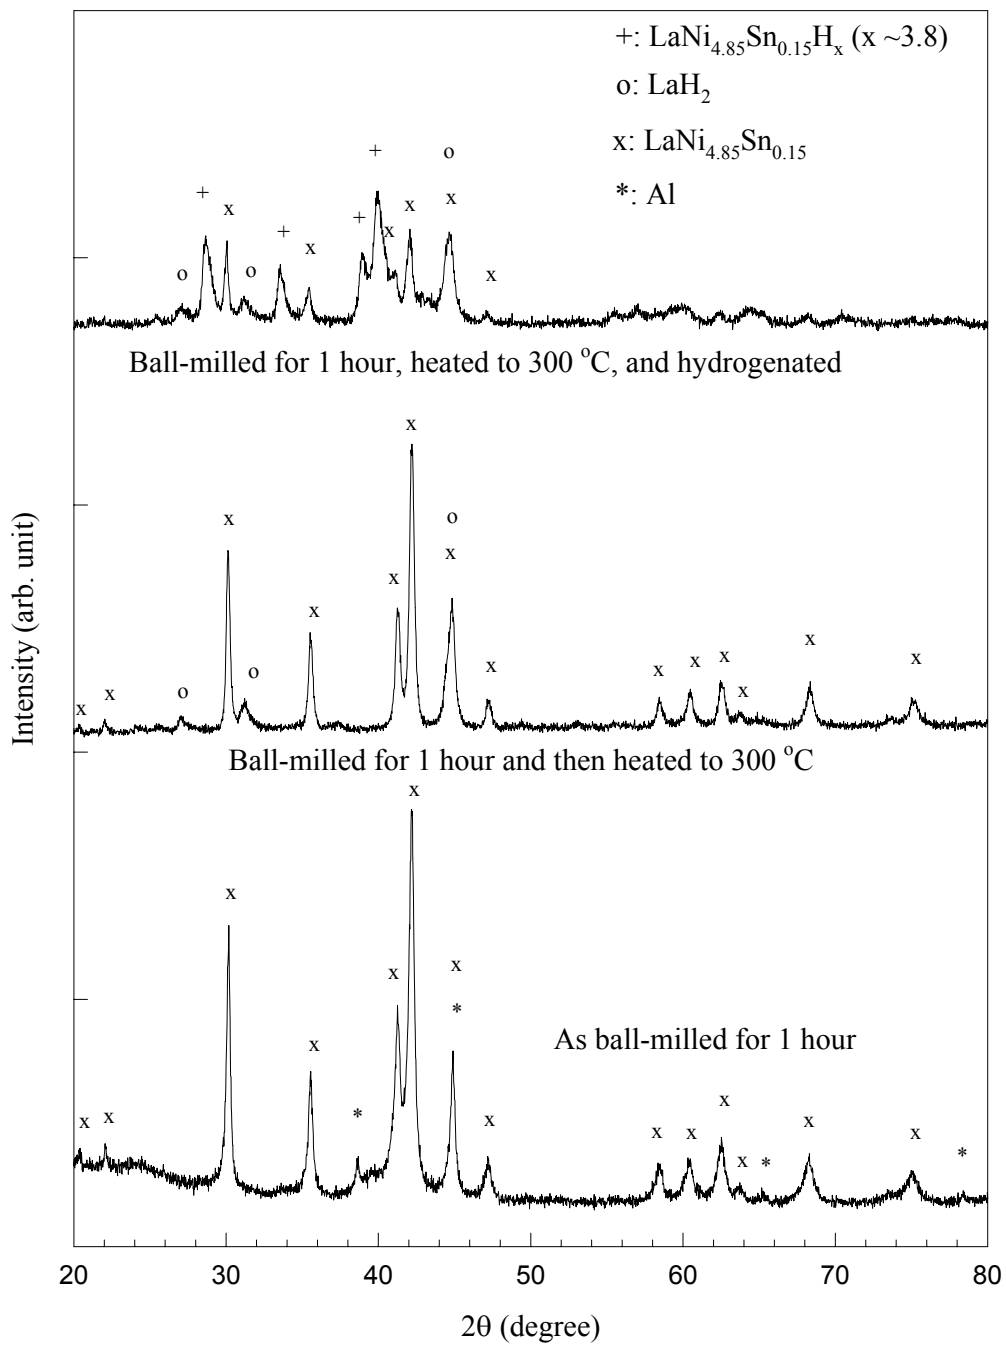 +: LaNi4.85Sn0.15Hx (x ~3.8)
o: LaH2
x: LaNi4.85Sn0.15
*: Al
+ o
+ x x x
+ x
+ x
o o x x
Ball-milled for 1 hour, heated to 300 °C, and hydrogenated
x
x o
x x
x x
o x x x x x x
x x o x
Ball-milled for 1 hour and then heated to 300 °C
x
x
x x
*
As ball-milled for 1 hour
x
x x * x x
x x x x x
x * *
20 30 40 50 60 70 80
2θ (degree)
Intensity (arb. unit)